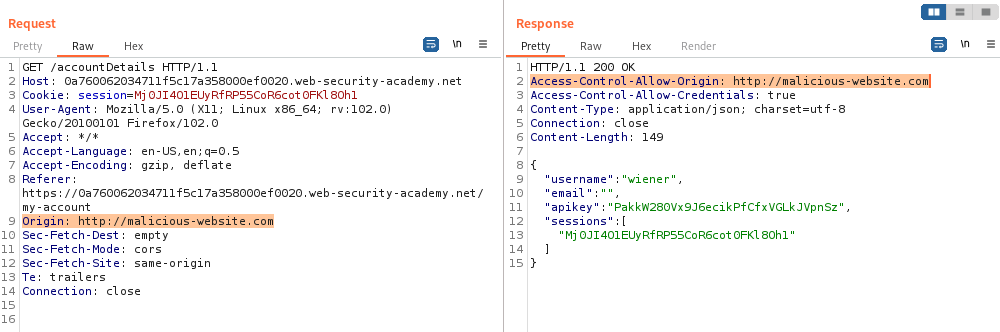 Request
Pretty Raw Hex
\n
1 GET /accountDetails HTTP/1.1
2 Host: 0a760062034711f5c17a358000ef0020.web-security-academy.net
3 Cookie: session=Mj0JI4O1EUyRfRP55CoR6cot0FKl8Oh1
4 User-Agent: Mozilla/5.0 (X11; Linux x86_64; rv:102.0)
Gecko/20100101 Firefox/102.0
5 Accept: */*
6 Accept-Language: en-US,en;q=0.5
7 Accept-Encoding: gzip, deflate
8 Referer:
https://0a760062034711f5c17a358000ef0020.web-security-academy.net/
my-account
9 Origin: http://malicious-website.com
10 Sec-Fetch-Dest: empty
11 Sec-Fetch-Mode: cors
12 Sec-Fetch-Site: same-origin
13 Te: trailers
14 Connection: close
15
16
Response
Pretty Raw Hex Render
\n
1 HTTP/1.1 200 OK
2 Access-Control-Allow-Origin: http://malicious-website.com
3 Access-Control-Allow-Credentials: true
4 Content-Type: application/json; charset=utf-8
5 Connection: close
6 Content-Length: 149
7
8 {
9 "username":"wiener",
10 "email":"",
11 "apikey":"PakkW280Vx9J6ecikPfCfxVGLkJVpnSz",
12 "sessions":[
13 "Mj0JI4O1EUyRfRP55CoR6cot0FKl8Oh1"
14 ]
15 }